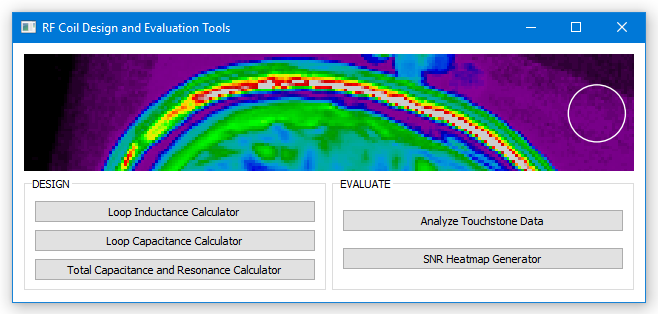 RF Coil Design and Evaluation Tools
DESIGN
Loop Inductance Calculator
Loop Capacitance Calculator
Total Capacitance and Resonance Calculator
EVALUATE
Analyze Touchstone Data
SNR Heatmap Generator